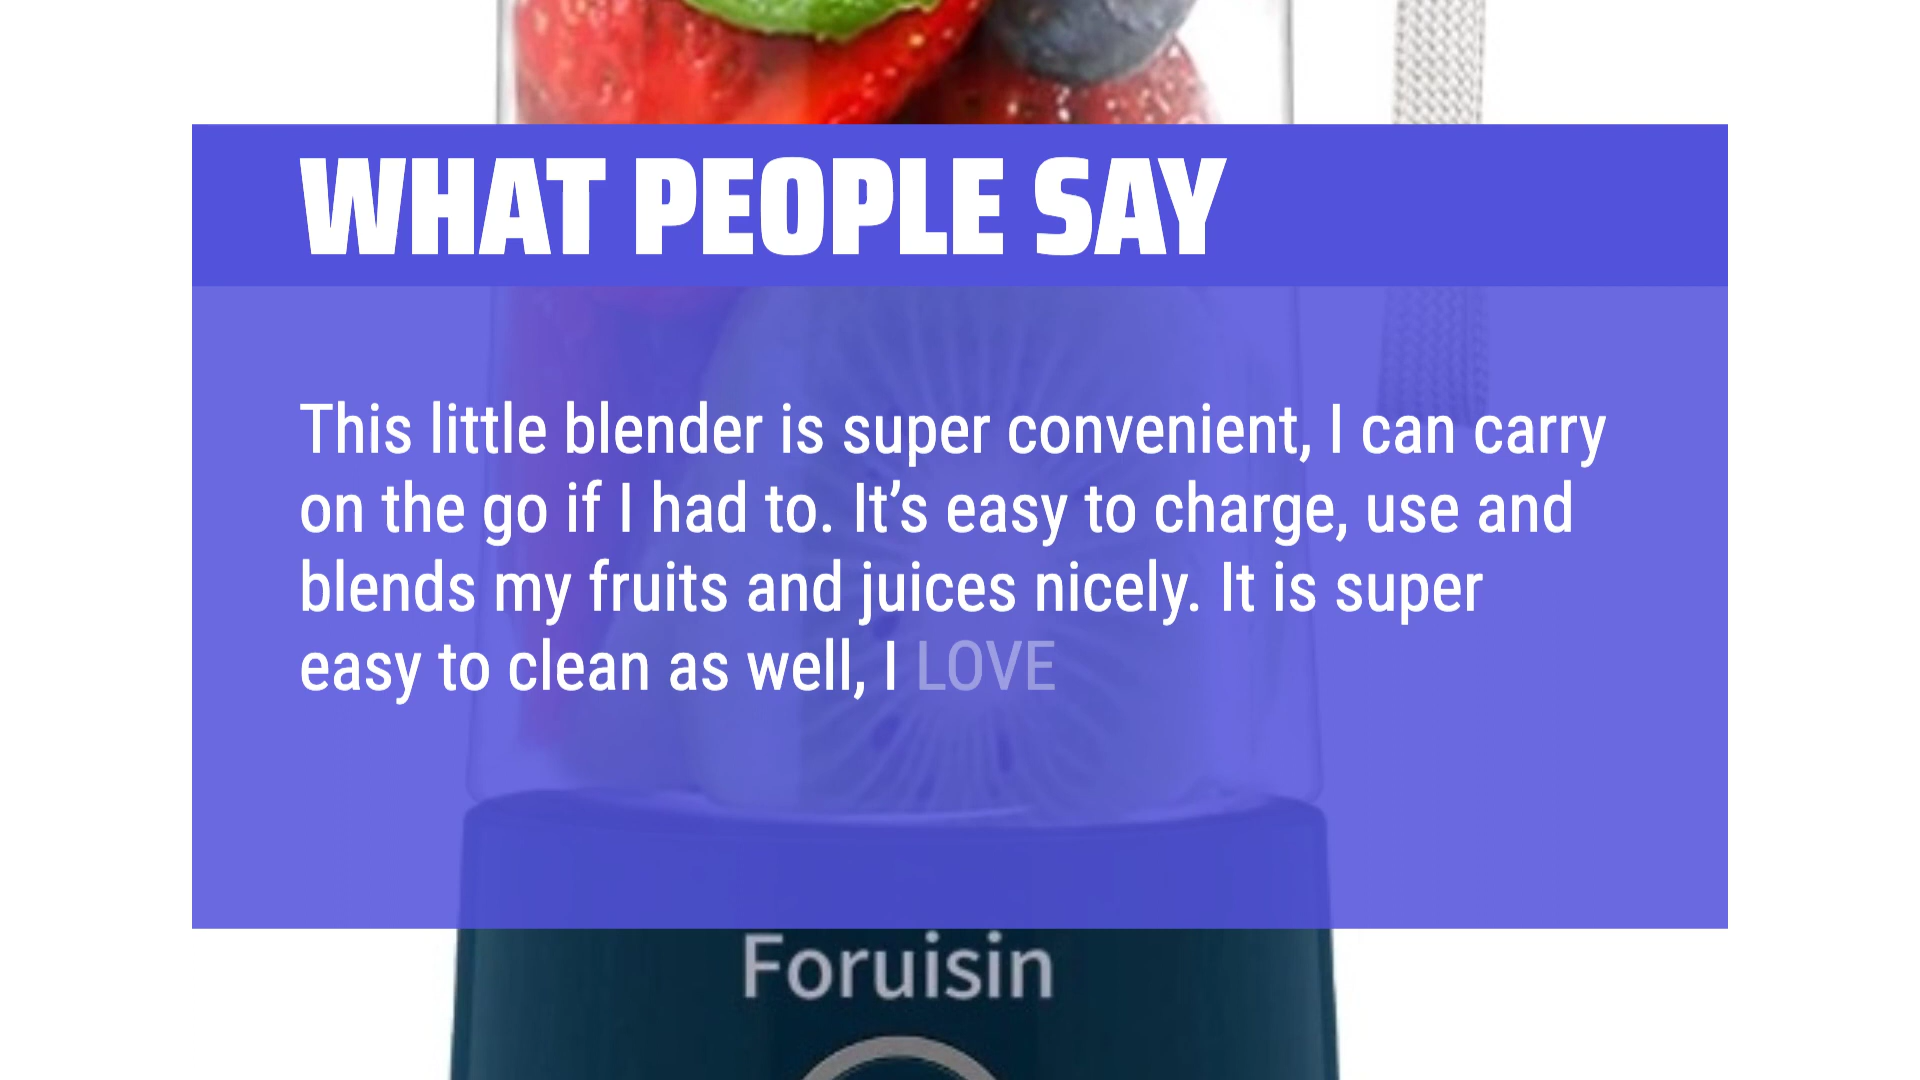 WHAT PEOPLE SAY
This little blender is super convenient, I can carry
on the go if I had to. It’s easy to charge, use and
blends my fruits and juices nicely. It is super
easy to clean as well, I LOVE
Foruisin